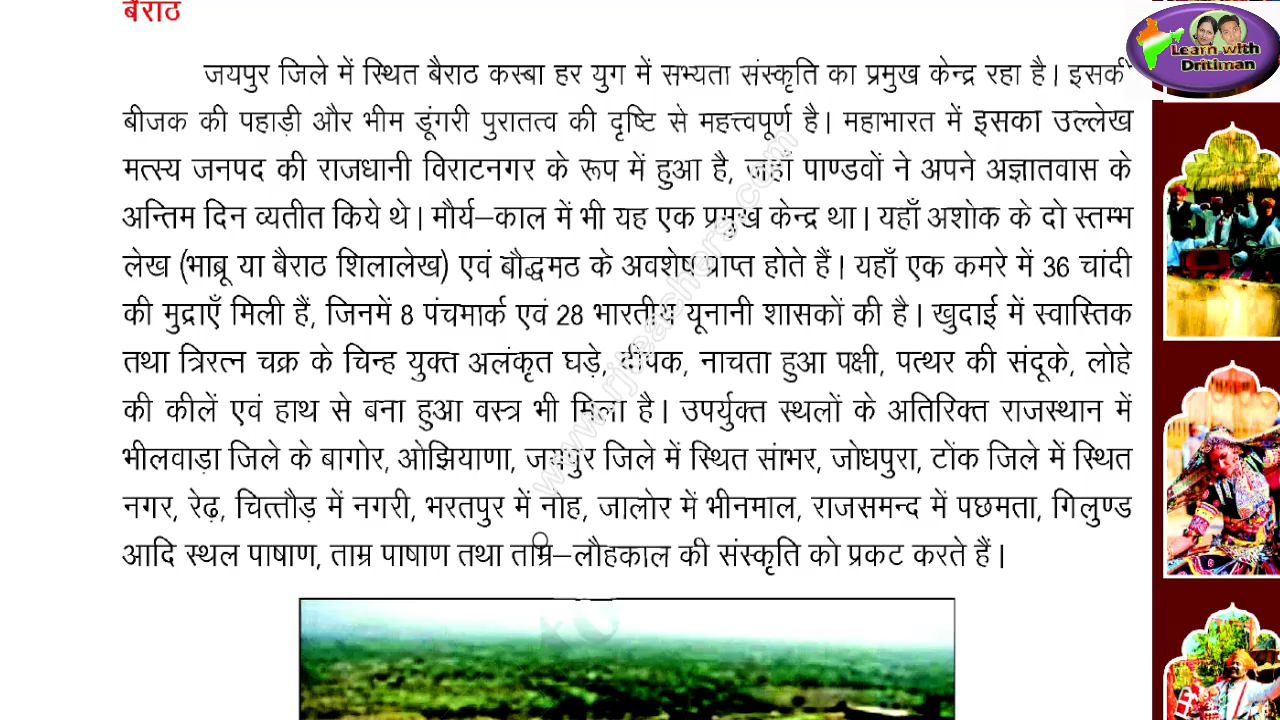 बैराठ
Learn with
Dritiman
जयपुर जिले में स्थित बैराठ कस्बा हर युग में सभ्यता संस्कृति का प्रमुख केन्द्र रहा है। इसकी
बीजक की पहाड़ी और भीम डूंगरी पुरातत्व की दृष्टि से महत्त्वपूर्ण है। महाभारत में इसका उल्लेख
मत्स्य जनपद की राजधानी विराटनगर के रूप में हुआ है, जहाँ पाण्डवों ने अपने अज्ञातवास के
अन्तिम दिन व्यतीत किये थे। मौर्य–काल में भी यह एक प्रमुख केन्द्र था। यहाँ अशोक के दो स्तम्भ
लेख (भाब्रू या बैराठ शिलालेख) एवं बौद्धमठ के अवशेष प्राप्त होते हैं। यहाँ एक कमरे में 36 चांदी
की मुद्राएँ मिली हैं, जिनमें 8 पंचमार्क एवं 28 भारतीय यूनानी शासकों की है। खुदाई में स्वास्तिक
तथा त्रिरत्न चक्र के चिन्ह युक्त अलंकृत घड़े, दीपक, नाचता हुआ पक्षी, पत्थर की संदूके, लोहे
की कीलें एवं हाथ से बना हुआ वस्त्र भी मिला है। उपर्युक्त स्थलों के अतिरिक्त राजस्थान में
भीलवाड़ा जिले के बागोर, ओझियाणा, जयपुर जिले में स्थित सांभर, जोधपुरा, टोंक जिले में स्थित
नगर, रेढ़, चित्तौड़ में नगरी, भरतपुर में नोह, जालोर में भीनमाल, राजसमन्द में पछमता, गिलुण्ड
आदि स्थल पाषाण, ताम्र पाषाण तथा ताम्र–लौहकाल की संस्कृति को प्रकट करते हैं।